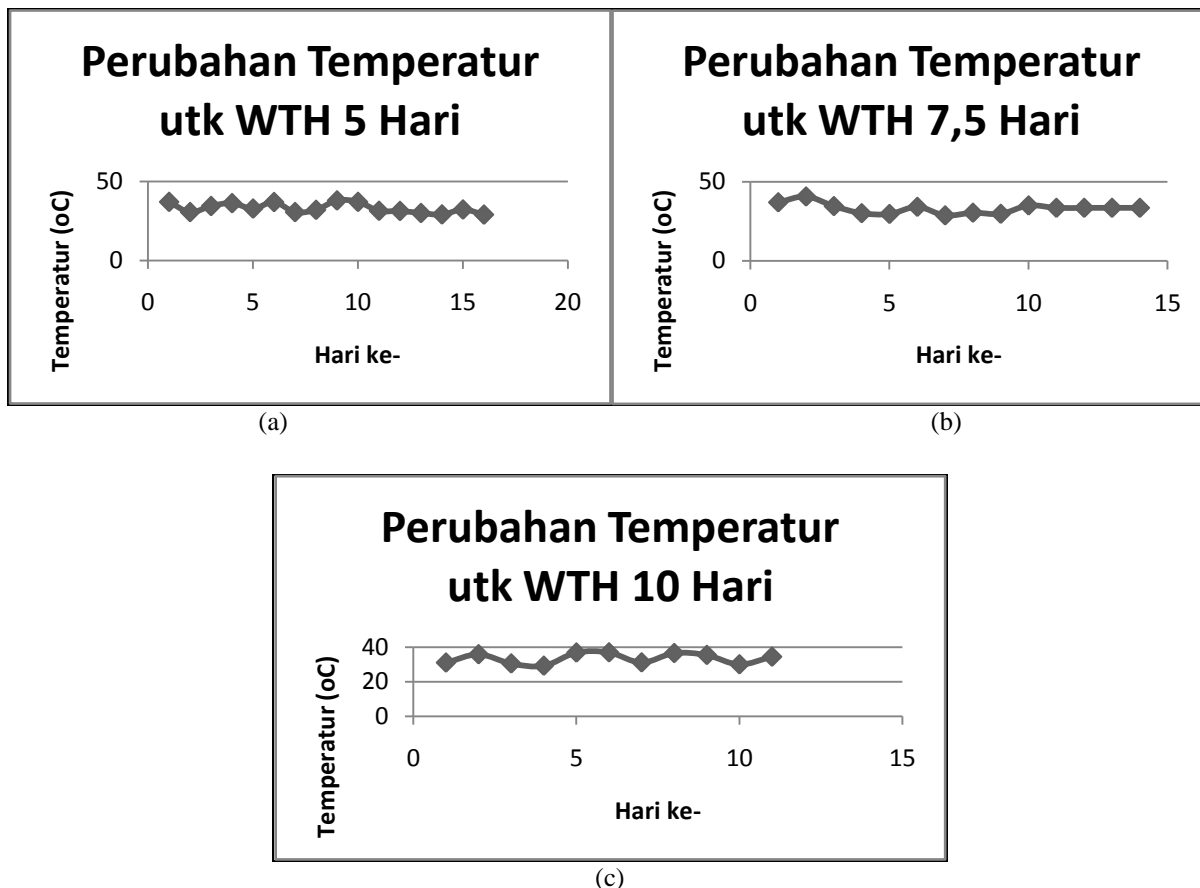 Perubahan Temperatur
utk WTH 5 Hari
Temperatur (oC)
50
0
0 5 10 15 20
Hari ke-
(a)
Perubahan Temperatur
utk WTH 7,5 Hari
Temperatur (oC)
50
0
0 5 10 15
Hari ke-
(b)
Perubahan Temperatur
utk WTH 10 Hari
Temperatur (oC)
40
20
0
0 5 10 15
Hari ke-
(c)